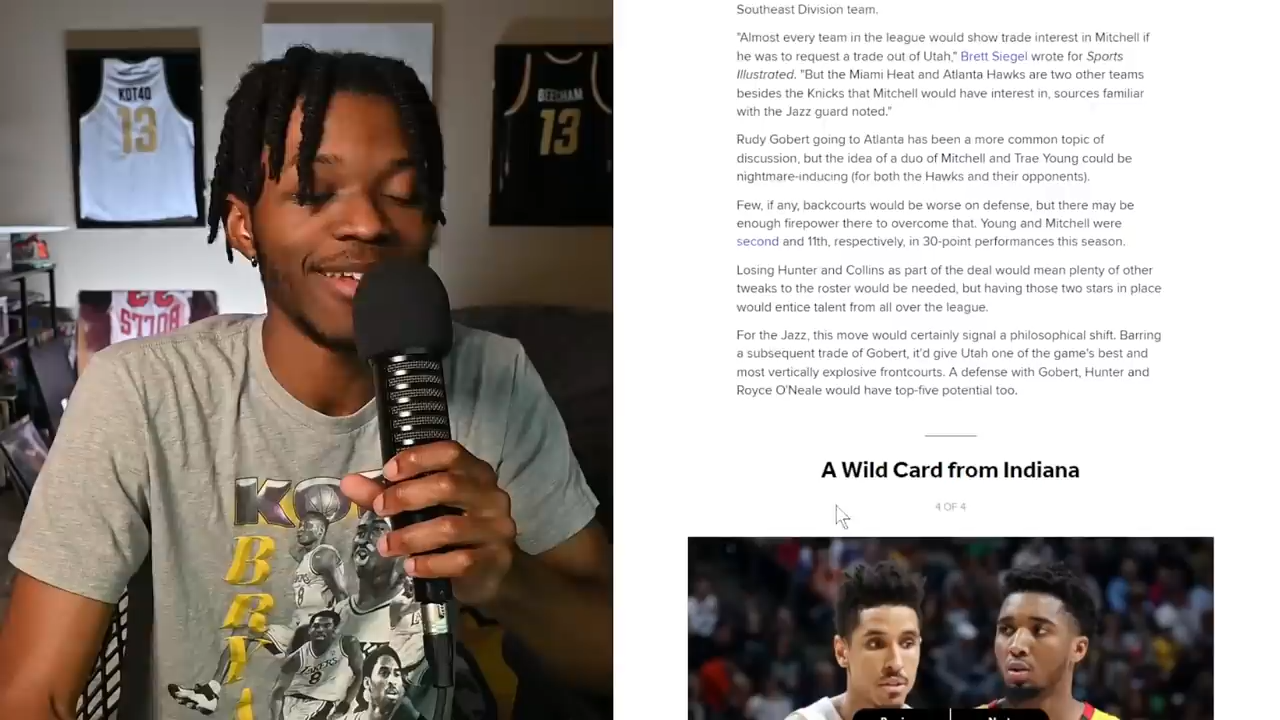 KOT4Q
13
BEECHAM
13
BULLS
23
KOBE
BRYA
8
8
Southeast Division team.
"Almost every team in the league would show trade interest in Mitchell if
he was to request a trade out of Utah," Brett Siegel wrote for Sports
Illustrated. "But the Miami Heat and Atlanta Hawks are two other teams
besides the Knicks that Mitchell would have interest in, sources familiar
with the Jazz guard noted."
Rudy Gobert going to Atlanta has been a more common topic of
discussion, but the idea of a duo of Mitchell and Trae Young could be
nightmare-inducing (for both the Hawks and their opponents).
Few, if any, backcourts would be worse on defense, but there may be
enough firepower there to overcome that. Young and Mitchell were
second and 11th, respectively, in 30-point performances this season.
Losing Hunter and Collins as part of the deal would mean plenty of other
tweaks to the roster would be needed, but having those two stars in place
would entice talent from all over the league.
For the Jazz, this move would certainly signal a philosophical shift. Barring
a subsequent trade of Gobert, it'd give Utah one of the game's best and
most vertically explosive frontcourts. A defense with Gobert, Hunter and
Royce O'Neale would have top-five potential too.
A Wild Card from Indiana
4 OF 4